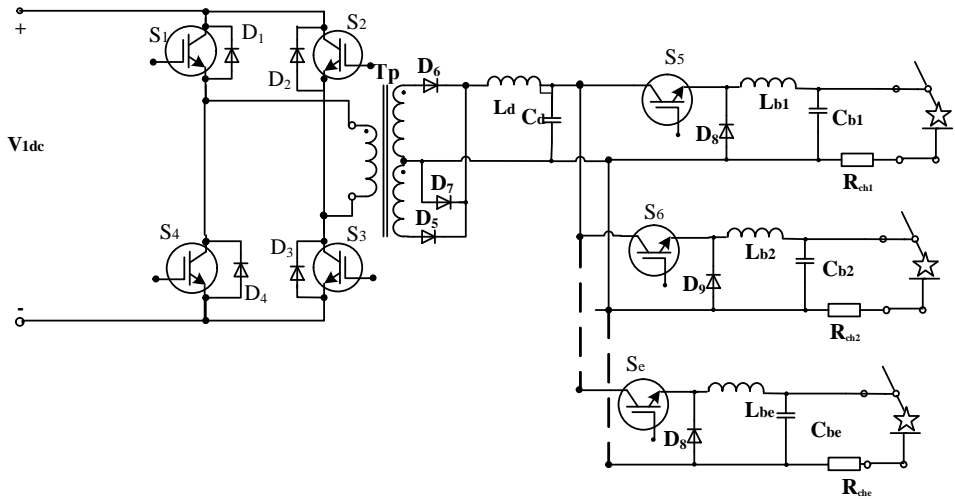 +
V1dc
-
S1
D1
S2
D2
S4
D4
D3
S3
Tp
D6
D7
D5
Ld
Cd
S5
D8
Lb1
Cb1
Rch1
S6
D9
Lb2
Cb2
Rch2
Se
D8
Lbe
Cbe
Rche